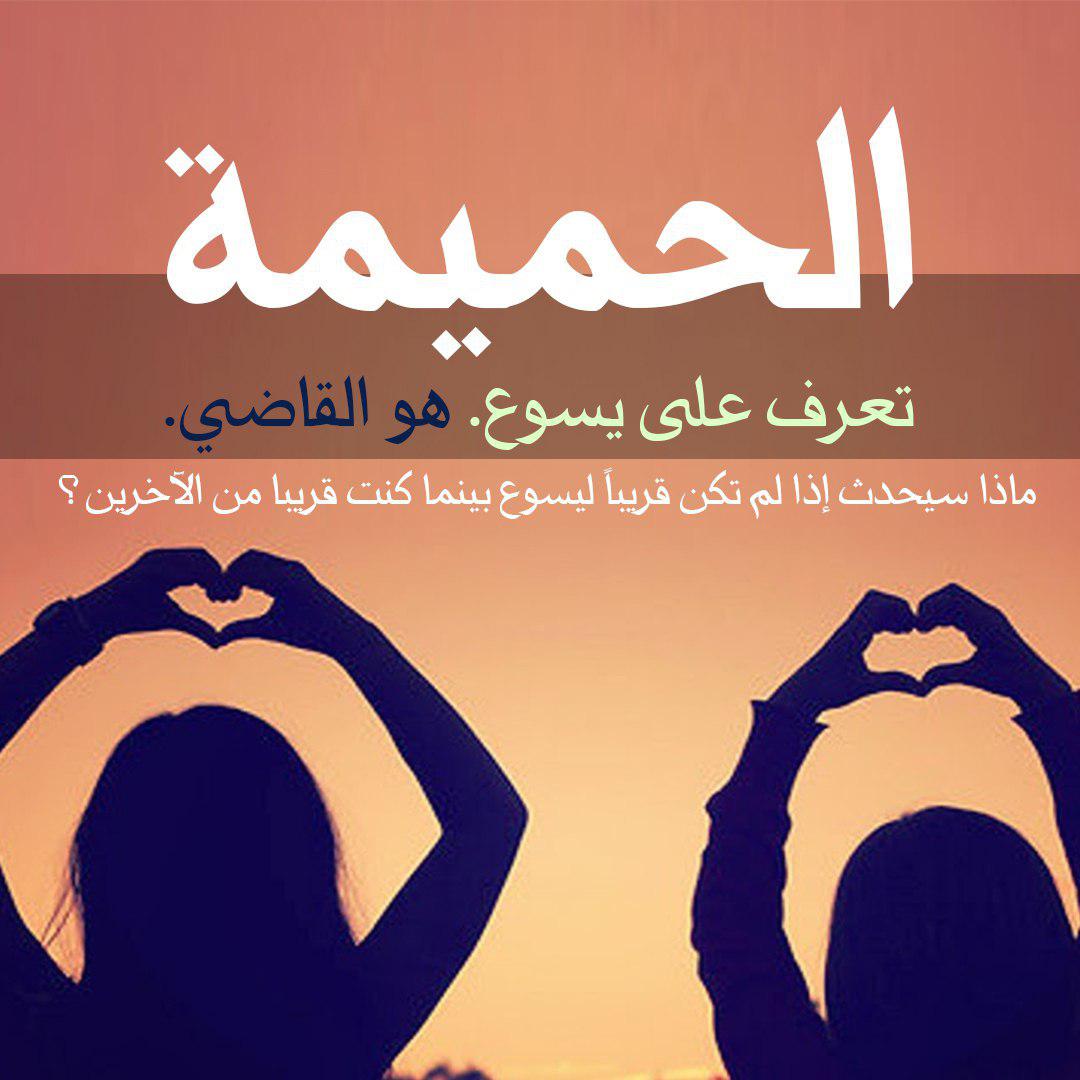 الحميمة
تعرف على يسوع. هو القاضي.
ماذا سيحدث إذا لم تكن قريباً ليسوع بينما كنت قريبا من الآخرين ؟